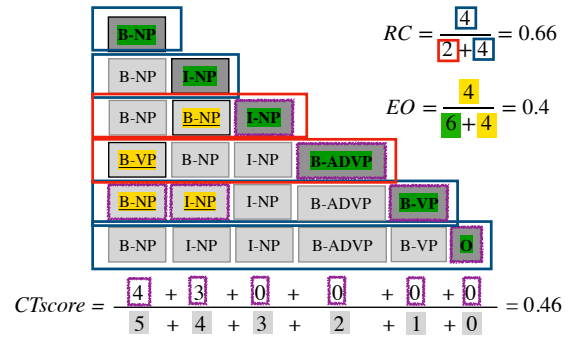 B-NP
B-NP I-NP
B-NP B-NP I-NP
B-VP B-NP I-NP B-ADVP
B-NP I-NP I-NP B-ADVP B-VP
B-NP I-NP I-NP B-ADVP B-VP O
RC = 4 / 2 + 4 = 0.66
EO = 4 / 6 + 4 = 0.4
CTscore = 4 + 3 + 0 + 0 + 0 + 0 / 5 + 4 + 3 + 2 + 1 + 0 = 0.46